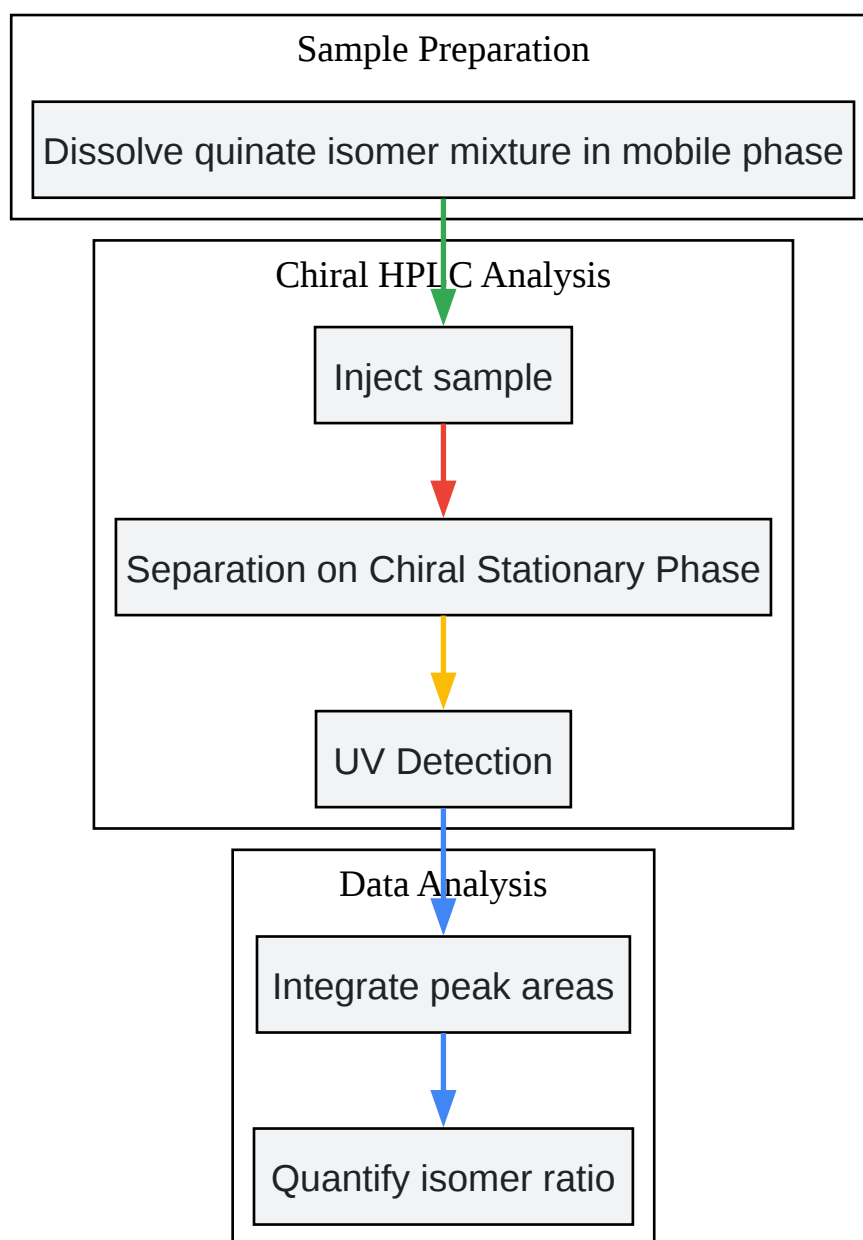 Sample Preparation
Dissolve quinate isomer mixture in mobile phase
Chiral HPLC Analysis
Inject sample
Separation on Chiral Stationary Phase
UV Detection
Data Analysis
Integrate peak areas
Quantify isomer ratio